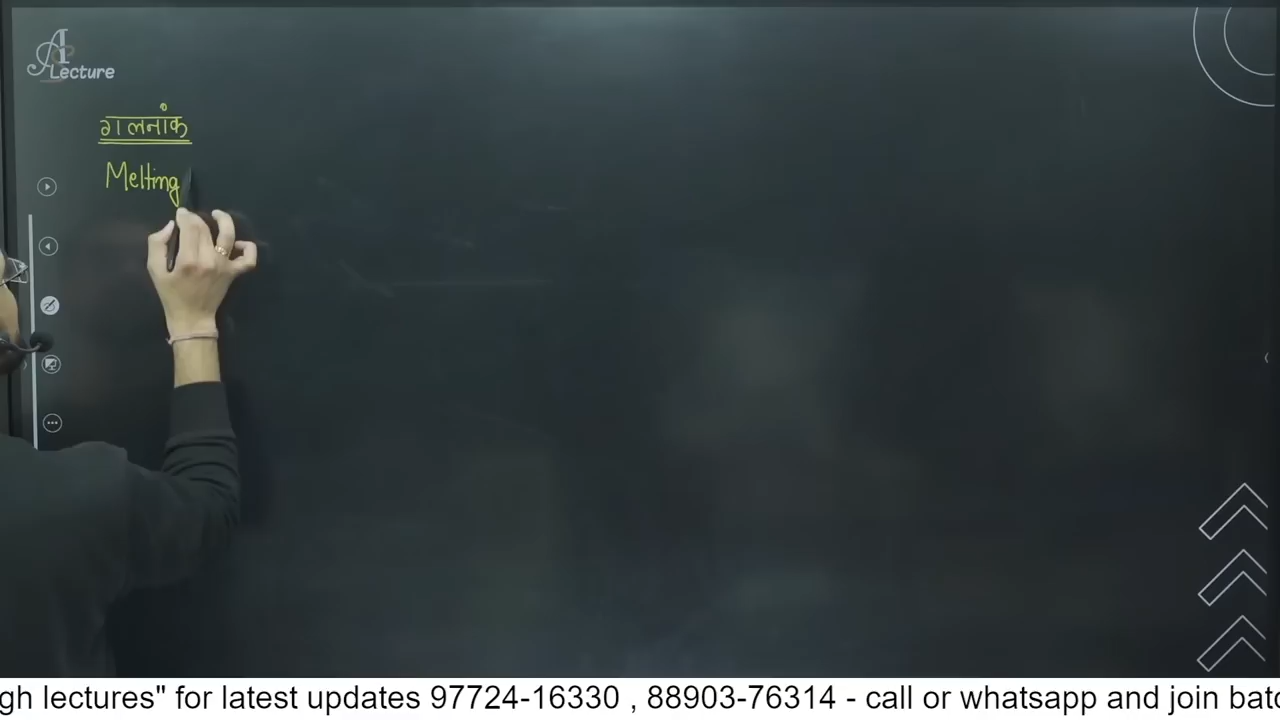 A
Lecture
गलनांक
Melting
gh lectures" for latest updates 97724-16330 , 88903-76314 - call or whatsapp and join batc